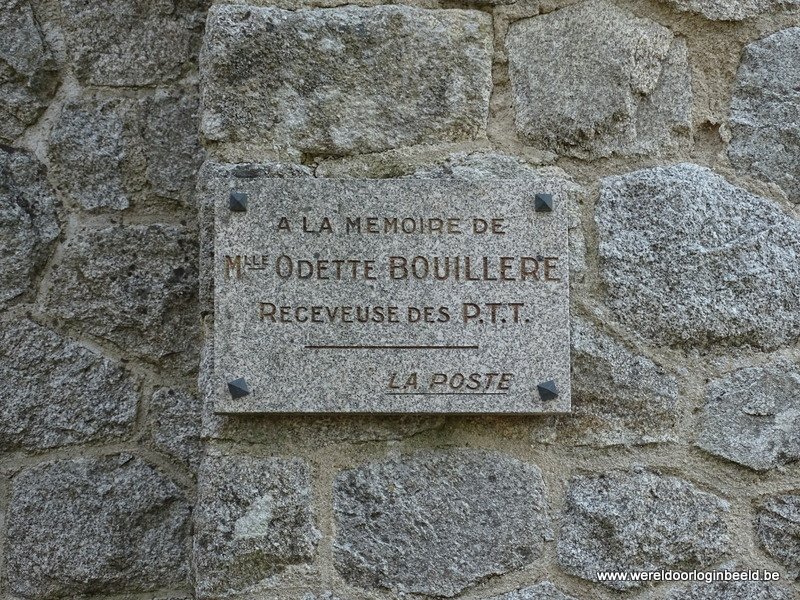 A LA MEMOIRE DE
MLLE ODETTE BOUILLERE
RECEVEUSE DES P.T.T.
LA POSTE
www.wereldoorloginbeeld.be